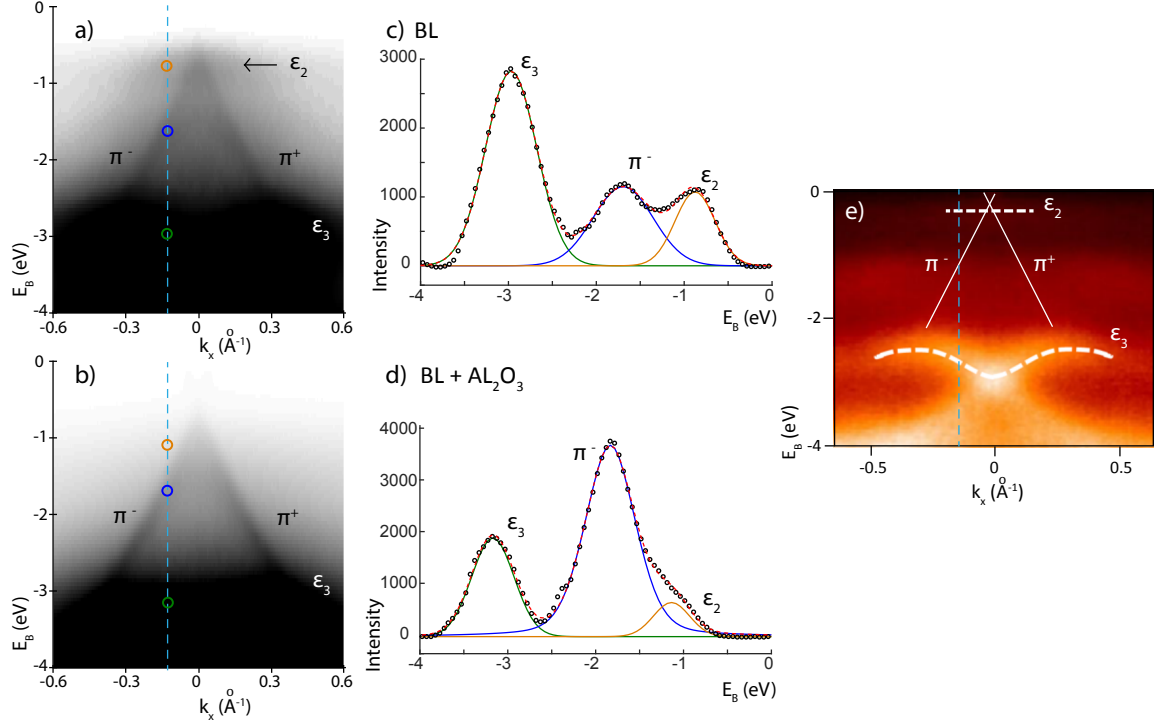 a)
0
-1
-2
-3
-4
E_B (eV)
ε₂
π⁻
π⁺
ε₃
-0.6
-0.3
0
0.3
0.6
k_x (Å⁻¹)
b)
0
-1
-2
-3
-4
E_B (eV)
π⁻
π⁺
ε₃
-0.6
-0.3
0
0.3
0.6
k_x (Å⁻¹)
c) BL
3000
2000
1000
0
Intensity
ε₃
π⁻
ε₂
-4
-3
-2
-1
0
E_B (eV)
d) BL + AL₂O₃
4000
3000
2000
1000
0
Intensity
ε₃
π⁻
ε₂
-4
-3
-2
-1
0
E_B (eV)
e)
0
-2
-4
E_B (eV)
ε₂
π⁻
π⁺
ε₃
-0.5
0
0.5
k_x (Å⁻¹)